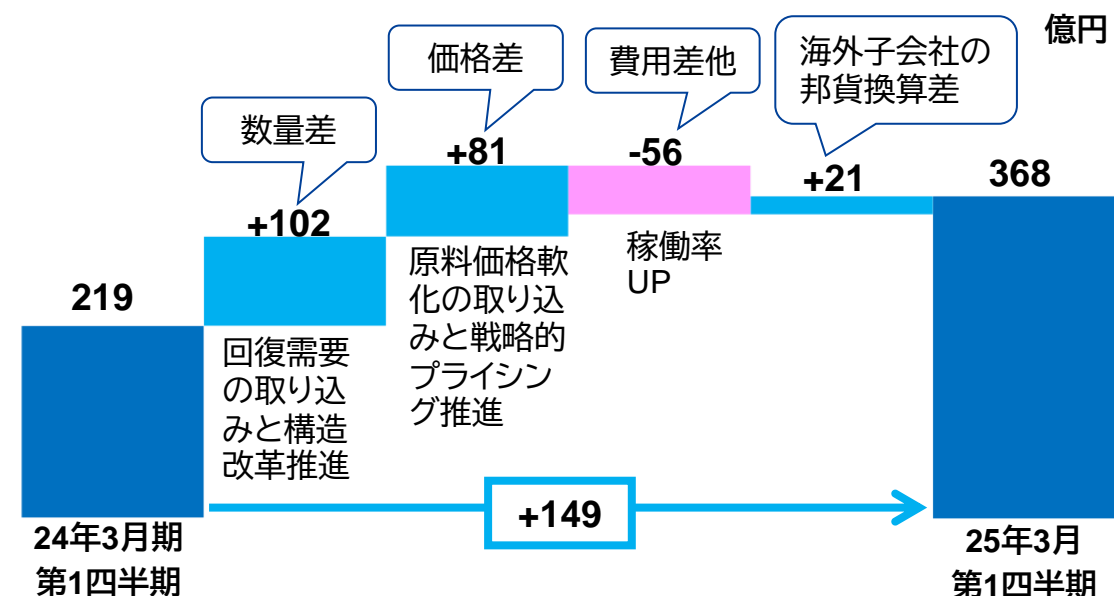 億円
数量差
価格差
費用差他
海外子会社の
邦貨換算差
219
+102
+81
-56
+21
368
回復需要
の取り込
みと構造
改革推進
原料価格軟
化の取り込
みと戦略的
プライシン
グ推進
稼働率
UP
+149
24年3月期
第1四半期
25年3月
第1四半期